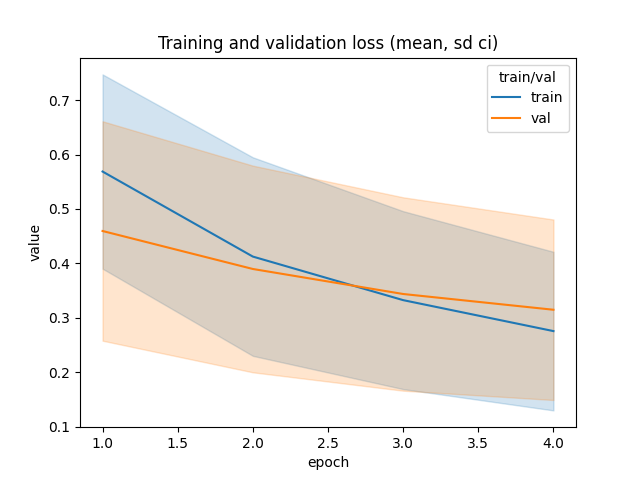 Training and validation loss (mean, sd ci)
train/val
train
val
value
0.7
0.6
0.5
0.4
0.3
0.2
0.1
1.0 1.5 2.0 2.5 3.0 3.5 4.0
epoch